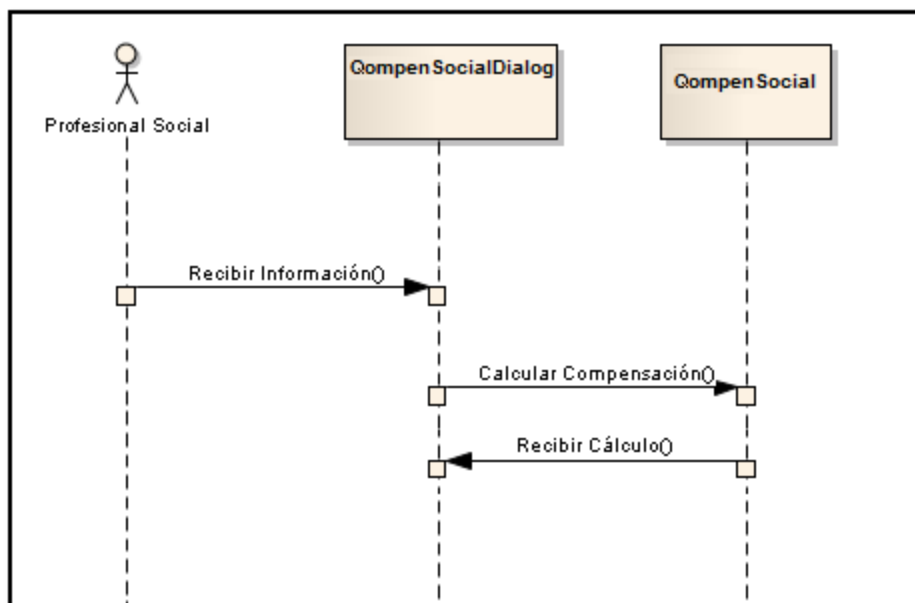 Profesional Social
QompenSocialDialog
QompenSocial
Recibir Información()
Calcular Compensación()
Recibir Cálculo()